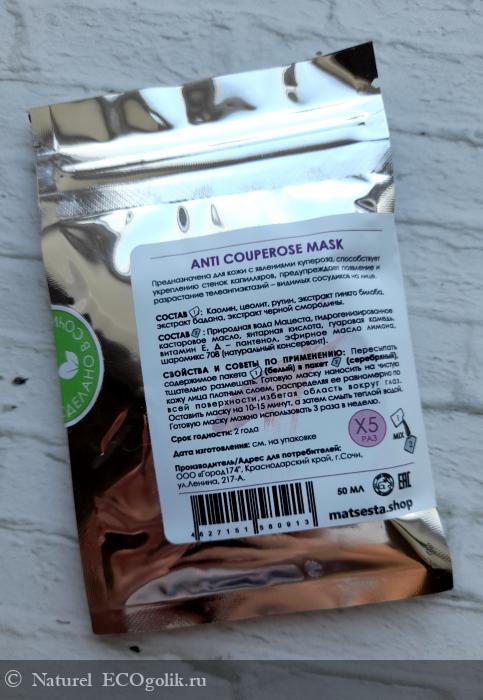 ANTI COUPEROSE MASK
Предназначена для кожи с явлениями купероза, способствует
укреплению стенок капилляров, предупреждает появление и
разрастание телеангиэктазий – видимых сосудиков на лице.
СОСТАВ 1: Каолин, цеолит, рутин, экстракт гинкго билоба,
экстракт бадана, экстракт черной смородины.
СОСТАВ 2: Природная вода Мацеста, гидрогенизированное
касторовое масло, янтарная кислота, гуаровая камедь,
витамин Е, Д – пантенол, эфирное масло лимона,
шаромикс 708 (натуральный консервант).
СВОЙСТВА И СОВЕТЫ ПО ПРИМЕНЕНИЮ: Пересыпать
содержимое пакета 1 (белый) в пакет 2 (серебряный),
тщательно размешать. Готовую маску наносить на чистую
кожу лица плотным слоем, распределяя ее равномерно по
всей поверхности, избегая область вокруг глаз.
Оставить маску на 10-15 минут, а затем смыть теплой водой.
Готовую маску можно использовать 3 раза в неделю.
Срок годности: 2 года
Дата изготовления: см. на упаковке
Производитель/Адрес для потребителей:
ООО «Город174", Краснодарский край, г.Сочи,
ул.Ленина, 217-А.
X5
РАЗ
1
MIX
2
50 МЛ
EAC
4627151580913
matsesta.shop
СДЕЛАНО В СОЧИ
© Naturel ECOgolik.ru